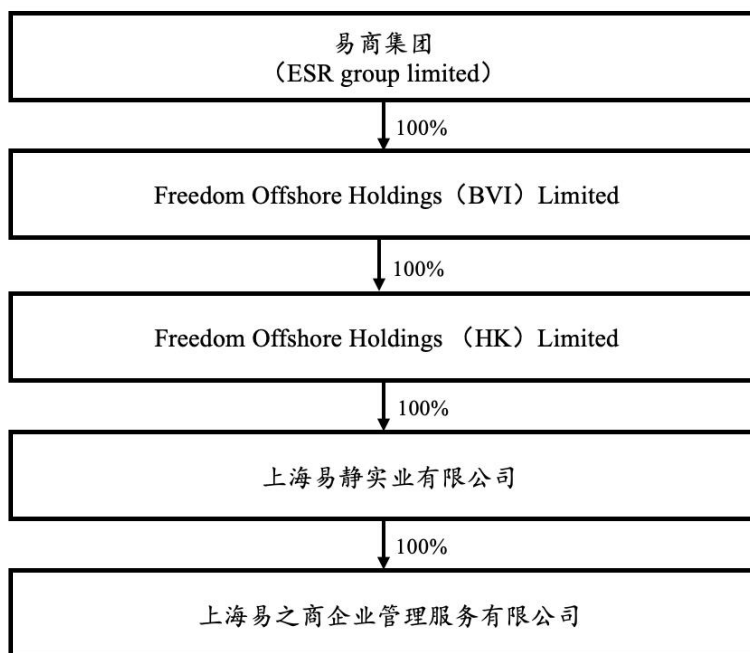 易商集团
（ESR group limited）
100%
Freedom Offshore Holdings（BVI）Limited
100%
Freedom Offshore Holdings （HK）Limited
100%
上海易静实业有限公司
100%
上海易之商企业管理服务有限公司